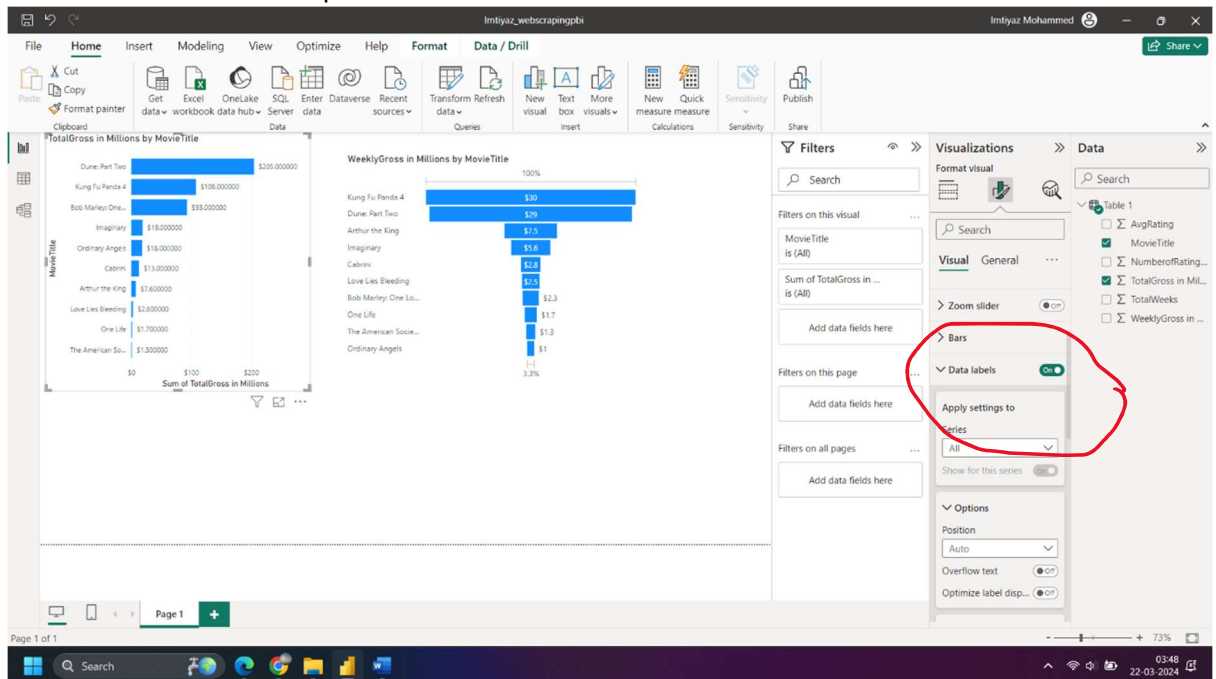 Imtiyaz_webscrapingpbi
Imtiyaz Mohammed
File Home Insert Modeling View Optimize Help Format Data / Drill
Share
Paste
Cut
Copy
Format painter
Get data
Excel workbook
OneLake data hub
SQL Server
Enter data
Dataverse
Recent sources
Transform data
Refresh
New visual
Text box
More visuals
New measure
Quick measure
Sensitivity
Publish
Clipboard Data Queries Insert Calculations Sensitivity Share
TotalGross in Millions by MovieTitle
MovieTitle
Dune: Part Two $205.000000
Kung Fu Panda 4 $108.000000
Bob Marley: One... $93.000000
Imaginary $19.000000
Ordinary Angels $18.000000
Cabrini $13.000000
Arthur the King $7.600000
Love Lies Bleeding $2.800000
One Life $1.700000
The American So... $1.300000
$0 $100 $200
Sum of TotalGross in Millions
WeeklyGross in Millions by MovieTitle
100%
Kung Fu Panda 4 $30
Dune: Part Two $29
Arthur the King $7.5
Imaginary $5.6
Cabrini $2.8
Love Lies Bleeding $2.5
Bob Marley: One Lo... $2.3
One Life $1.7
The American Socie... $1.3
Ordinary Angels $1
3.3%
Filters
Search
Filters on this visual ...
MovieTitle
is (All)
Sum of TotalGross in ...
is (All)
Add data fields here
Filters on this page ...
Add data fields here
Filters on all pages ...
Add data fields here
Visualizations
Format visual
Search
Visual General ...
Zoom slider Off
Bars
Data labels On
Apply settings to
Series
All
Show for this series On
Options
Position
Auto
Overflow text Off
Optimize label disp... Off
Data
Search
Table 1
AvgRating
MovieTitle
NumberofRating...
TotalGross in Mil...
TotalWeeks
WeeklyGross in ...
Page 1
Page 1 of 1
73%
Search
03:48
22-03-2024